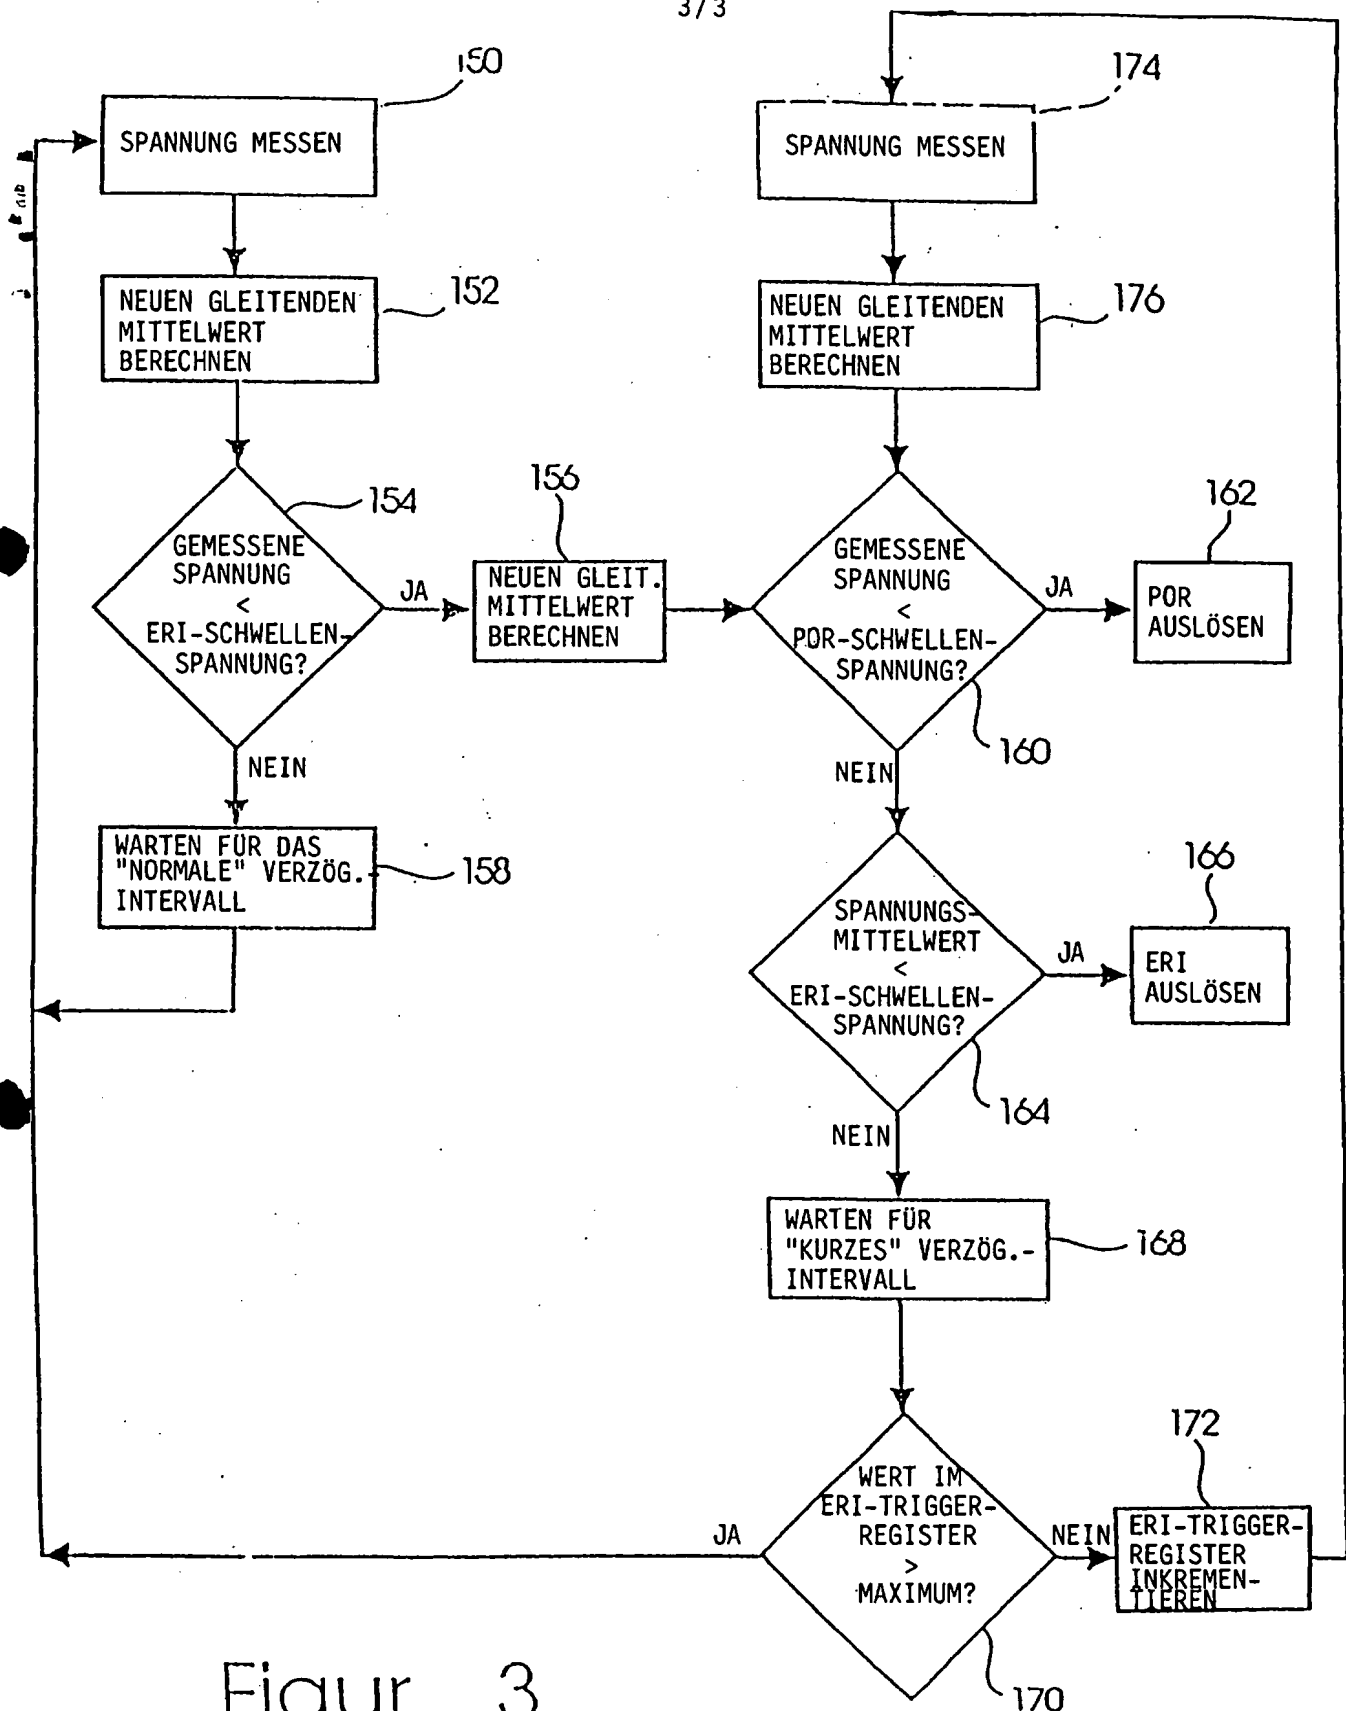 3/3
150
SPANNUNG MESSEN
152
NEUEN GLEITENDEN
MITTELWERT
BERECHNEN
154
GEMESSENE
SPANNUNG
<
ERI-SCHWELLEN-
SPANNUNG?
JA
NEIN
156
NEUEN GLEIT.
MITTELWERT
BERECHNEN
WARTEN FÜR DAS
"NORMALE" VERZÖG.-
INTERVALL
158
174
SPANNUNG MESSEN
176
NEUEN GLEITENDEN
MITTELWERT
BERECHNEN
GEMESSENE
SPANNUNG
<
POR-SCHWELLEN-
SPANNUNG?
160
JA
162
POR
AUSLÖSEN
NEIN
SPANNUNGS-
MITTELWERT
<
ERI-SCHWELLEN-
SPANNUNG?
164
JA
166
ERI
AUSLÖSEN
NEIN
WARTEN FÜR
"KURZES" VERZÖG.-
INTERVALL
168
WERT IM
ERI-TRIGGER-
REGISTER
>
MAXIMUM?
170
JA
NEIN
172
ERI-TRIGGER-
REGISTER
INKREMEN-
TIEREN
Figur 3